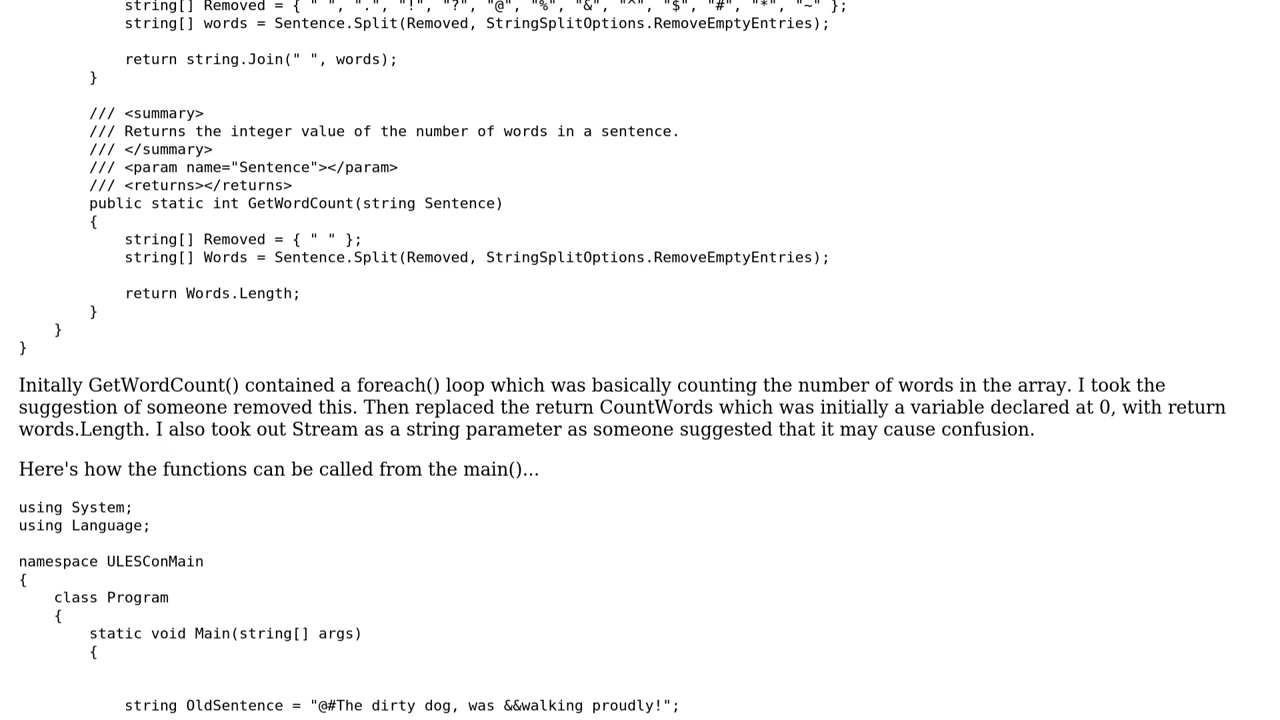 string[] Removed = { " ", ".", "!", "?", "@", "%", "&", "^", "$", "#", "*", "~" };
string[] words = Sentence.Split(Removed, StringSplitOptions.RemoveEmptyEntries);
return string.Join(" ", words);
}
/// <summary>
/// Returns the integer value of the number of words in a sentence.
/// </summary>
/// <param name="Sentence"></param>
/// <returns></returns>
public static int GetWordCount(string Sentence)
{
string[] Removed = { " " };
string[] Words = Sentence.Split(Removed, StringSplitOptions.RemoveEmptyEntries);
return Words.Length;
}
}
}
Initally GetWordCount() contained a foreach() loop which was basically counting the number of words in the array. I took the
suggestion of someone removed this. Then replaced the return CountWords which was initially a variable declared at 0, with return
words.Length. I also took out Stream as a string parameter as someone suggested that it may cause confusion.
Here's how the functions can be called from the main()...
using System;
using Language;
namespace ULESConMain
{
class Program
{
static void Main(string[] args)
{
string OldSentence = "@#The dirty dog, was &&walking proudly!";